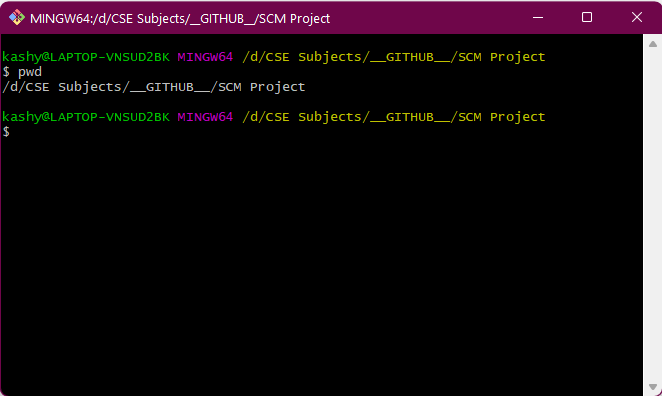 MINGW64:/d/CSE Subjects/__GITHUB__/SCM Project
kashy@LAPTOP-VNSUD2BK MINGW64 /d/CSE Subjects/__GITHUB__/SCM Project
$ pwd
/d/CSE Subjects/__GITHUB__/SCM Project
kashy@LAPTOP-VNSUD2BK MINGW64 /d/CSE Subjects/__GITHUB__/SCM Project
$